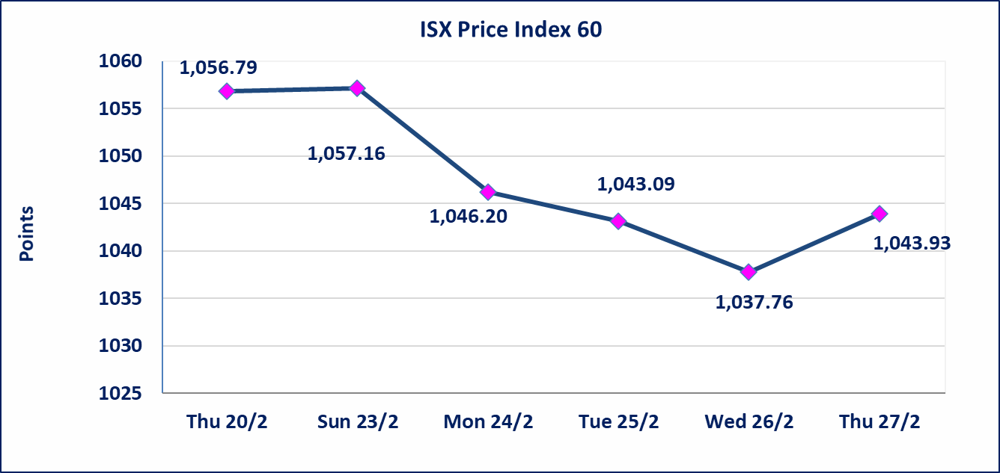 ISX Price Index 60
1060
1055
1050
1045
1040
1035
1030
1025
Points
1,056.79
1,057.16
1,046.20
1,043.09
1,037.76
1,043.93
Thu 20/2
Sun 23/2
Mon 24/2
Tue 25/2
Wed 26/2
Thu 27/2